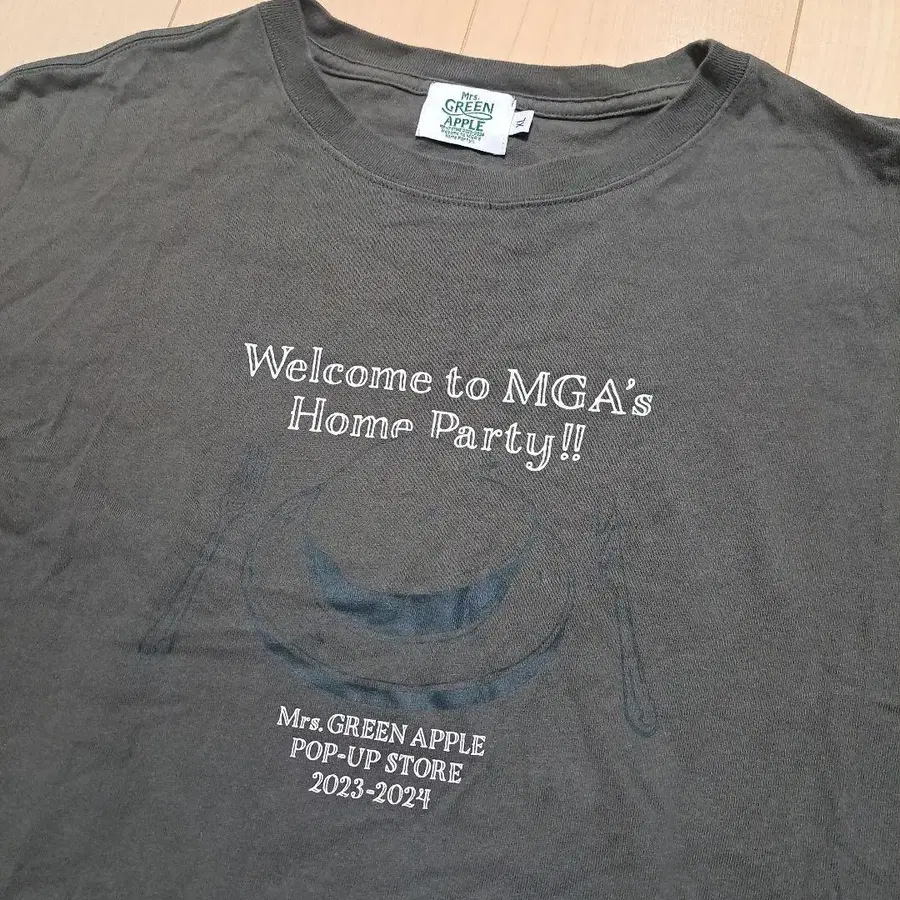 Mrs.
GREEN
APPLE
XL
Welcome to MGA's
Home Party!!
Mrs. GREEN APPLE
POP-UP STORE
2023-2024